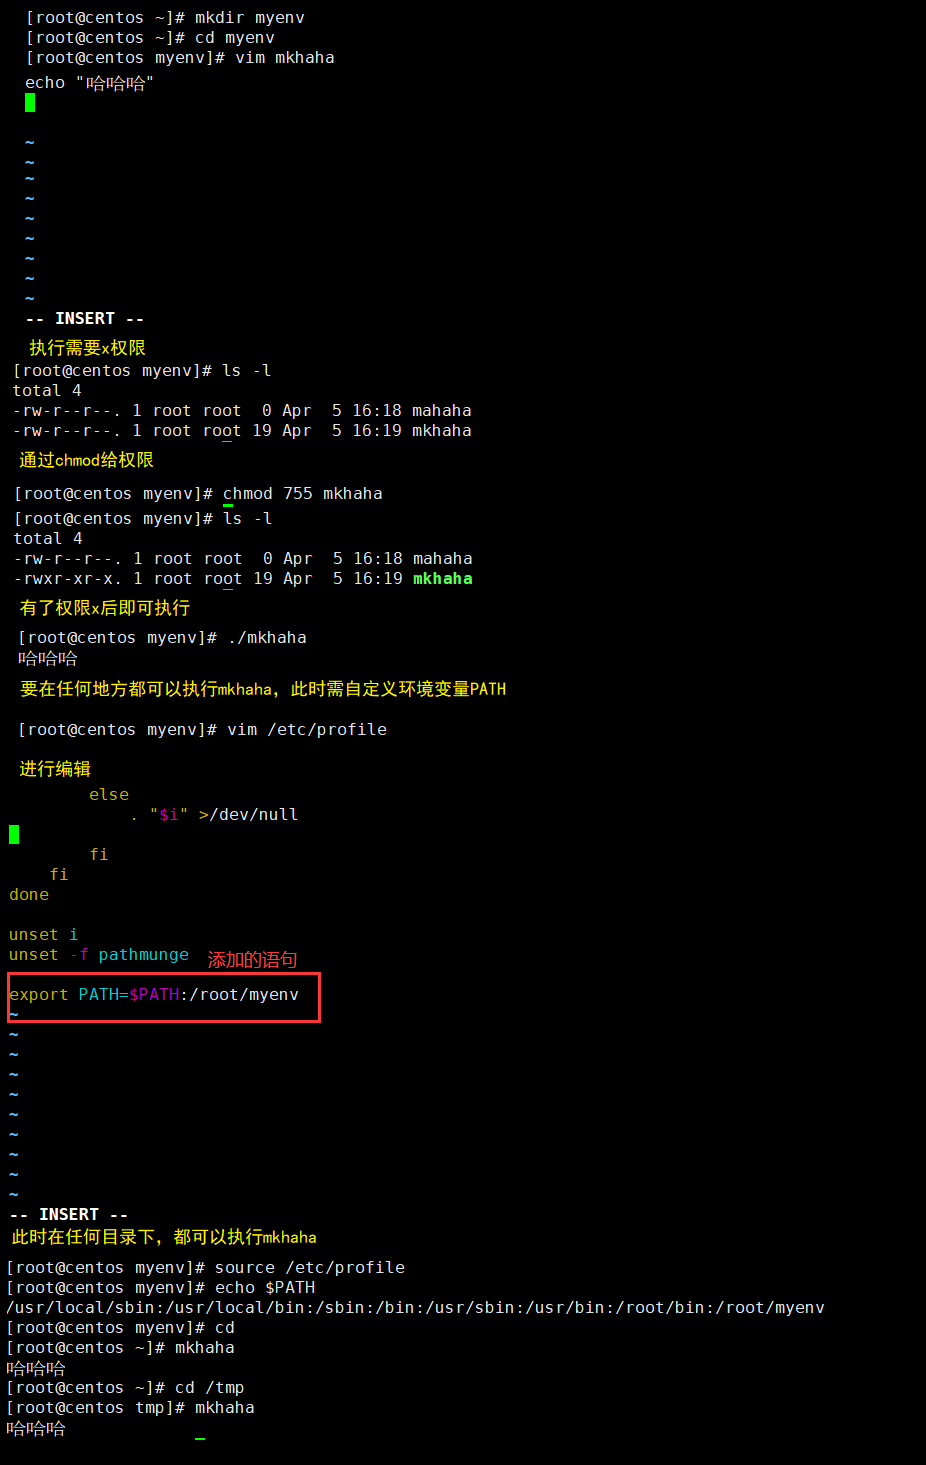 [root@centos ~]# mkdir myenv
[root@centos ~]# cd myenv
[root@centos myenv]# vim mkhaha
echo "哈哈哈"
~
~
~
~
~
~
~
~
~
-- INSERT --
执行需要x权限
[root@centos myenv]# ls -l
total 4
-rw-r--r--. 1 root root  0 Apr  5 16:18 mahaha
-rw-r--r--. 1 root root 19 Apr  5 16:19 mkhaha
通过chmod给权限
[root@centos myenv]# chmod 755 mkhaha
[root@centos myenv]# ls -l
total 4
-rw-r--r--. 1 root root  0 Apr  5 16:18 mahaha
-rwxr-xr-x. 1 root root 19 Apr  5 16:19 mkhaha
有了权限x后即可执行
[root@centos myenv]# ./mkhaha
哈哈哈
要在任何地方都可以执行mkhaha，此时需自定义环境变量PATH
[root@centos myenv]# vim /etc/profile
进行编辑
        else
            . "$i" >/dev/null
        fi
    fi
done
unset i
unset -f pathmunge
添加的语句
export PATH=$PATH:/root/myenv
~
~
~
~
~
~
~
~
~
~
-- INSERT --
此时在任何目录下，都可以执行mkhaha
[root@centos myenv]# source /etc/profile
[root@centos myenv]# echo $PATH
/usr/local/sbin:/usr/local/bin:/sbin:/bin:/usr/sbin:/usr/bin:/root/bin:/root/myenv
[root@centos myenv]# cd
[root@centos ~]# mkhaha
哈哈哈
[root@centos ~]# cd /tmp
[root@centos tmp]# mkhaha
哈哈哈